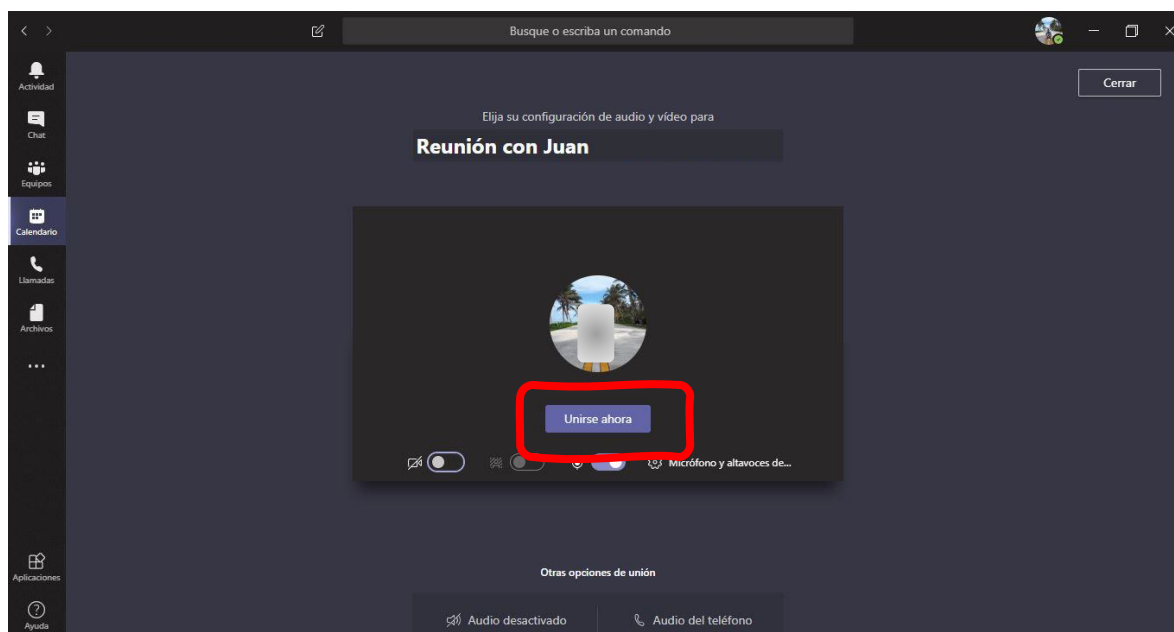 Busque o escriba un comando
Actividad
Chat
Equipos
Calendario
Llamadas
Archivos
Aplicaciones
Ayuda
Cerrar
Elija su configuración de audio y vídeo para
Reunión con Juan
Unirse ahora
Micrófono y altavoces de...
Otras opciones de unión
Audio desactivado
Audio del teléfono